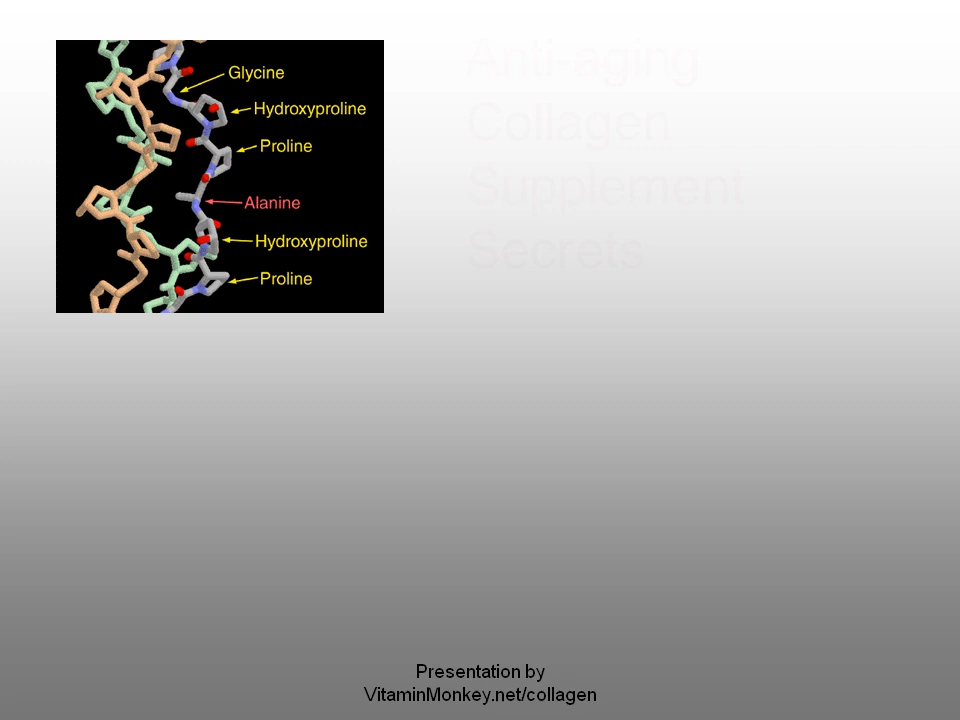 Anti-aging
Collagen
Supplement
Secrets
Glycine
Hydroxyproline
Proline
Alanine
Hydroxyproline
Proline
Presentation by
VitaminMonkey.net/collagen